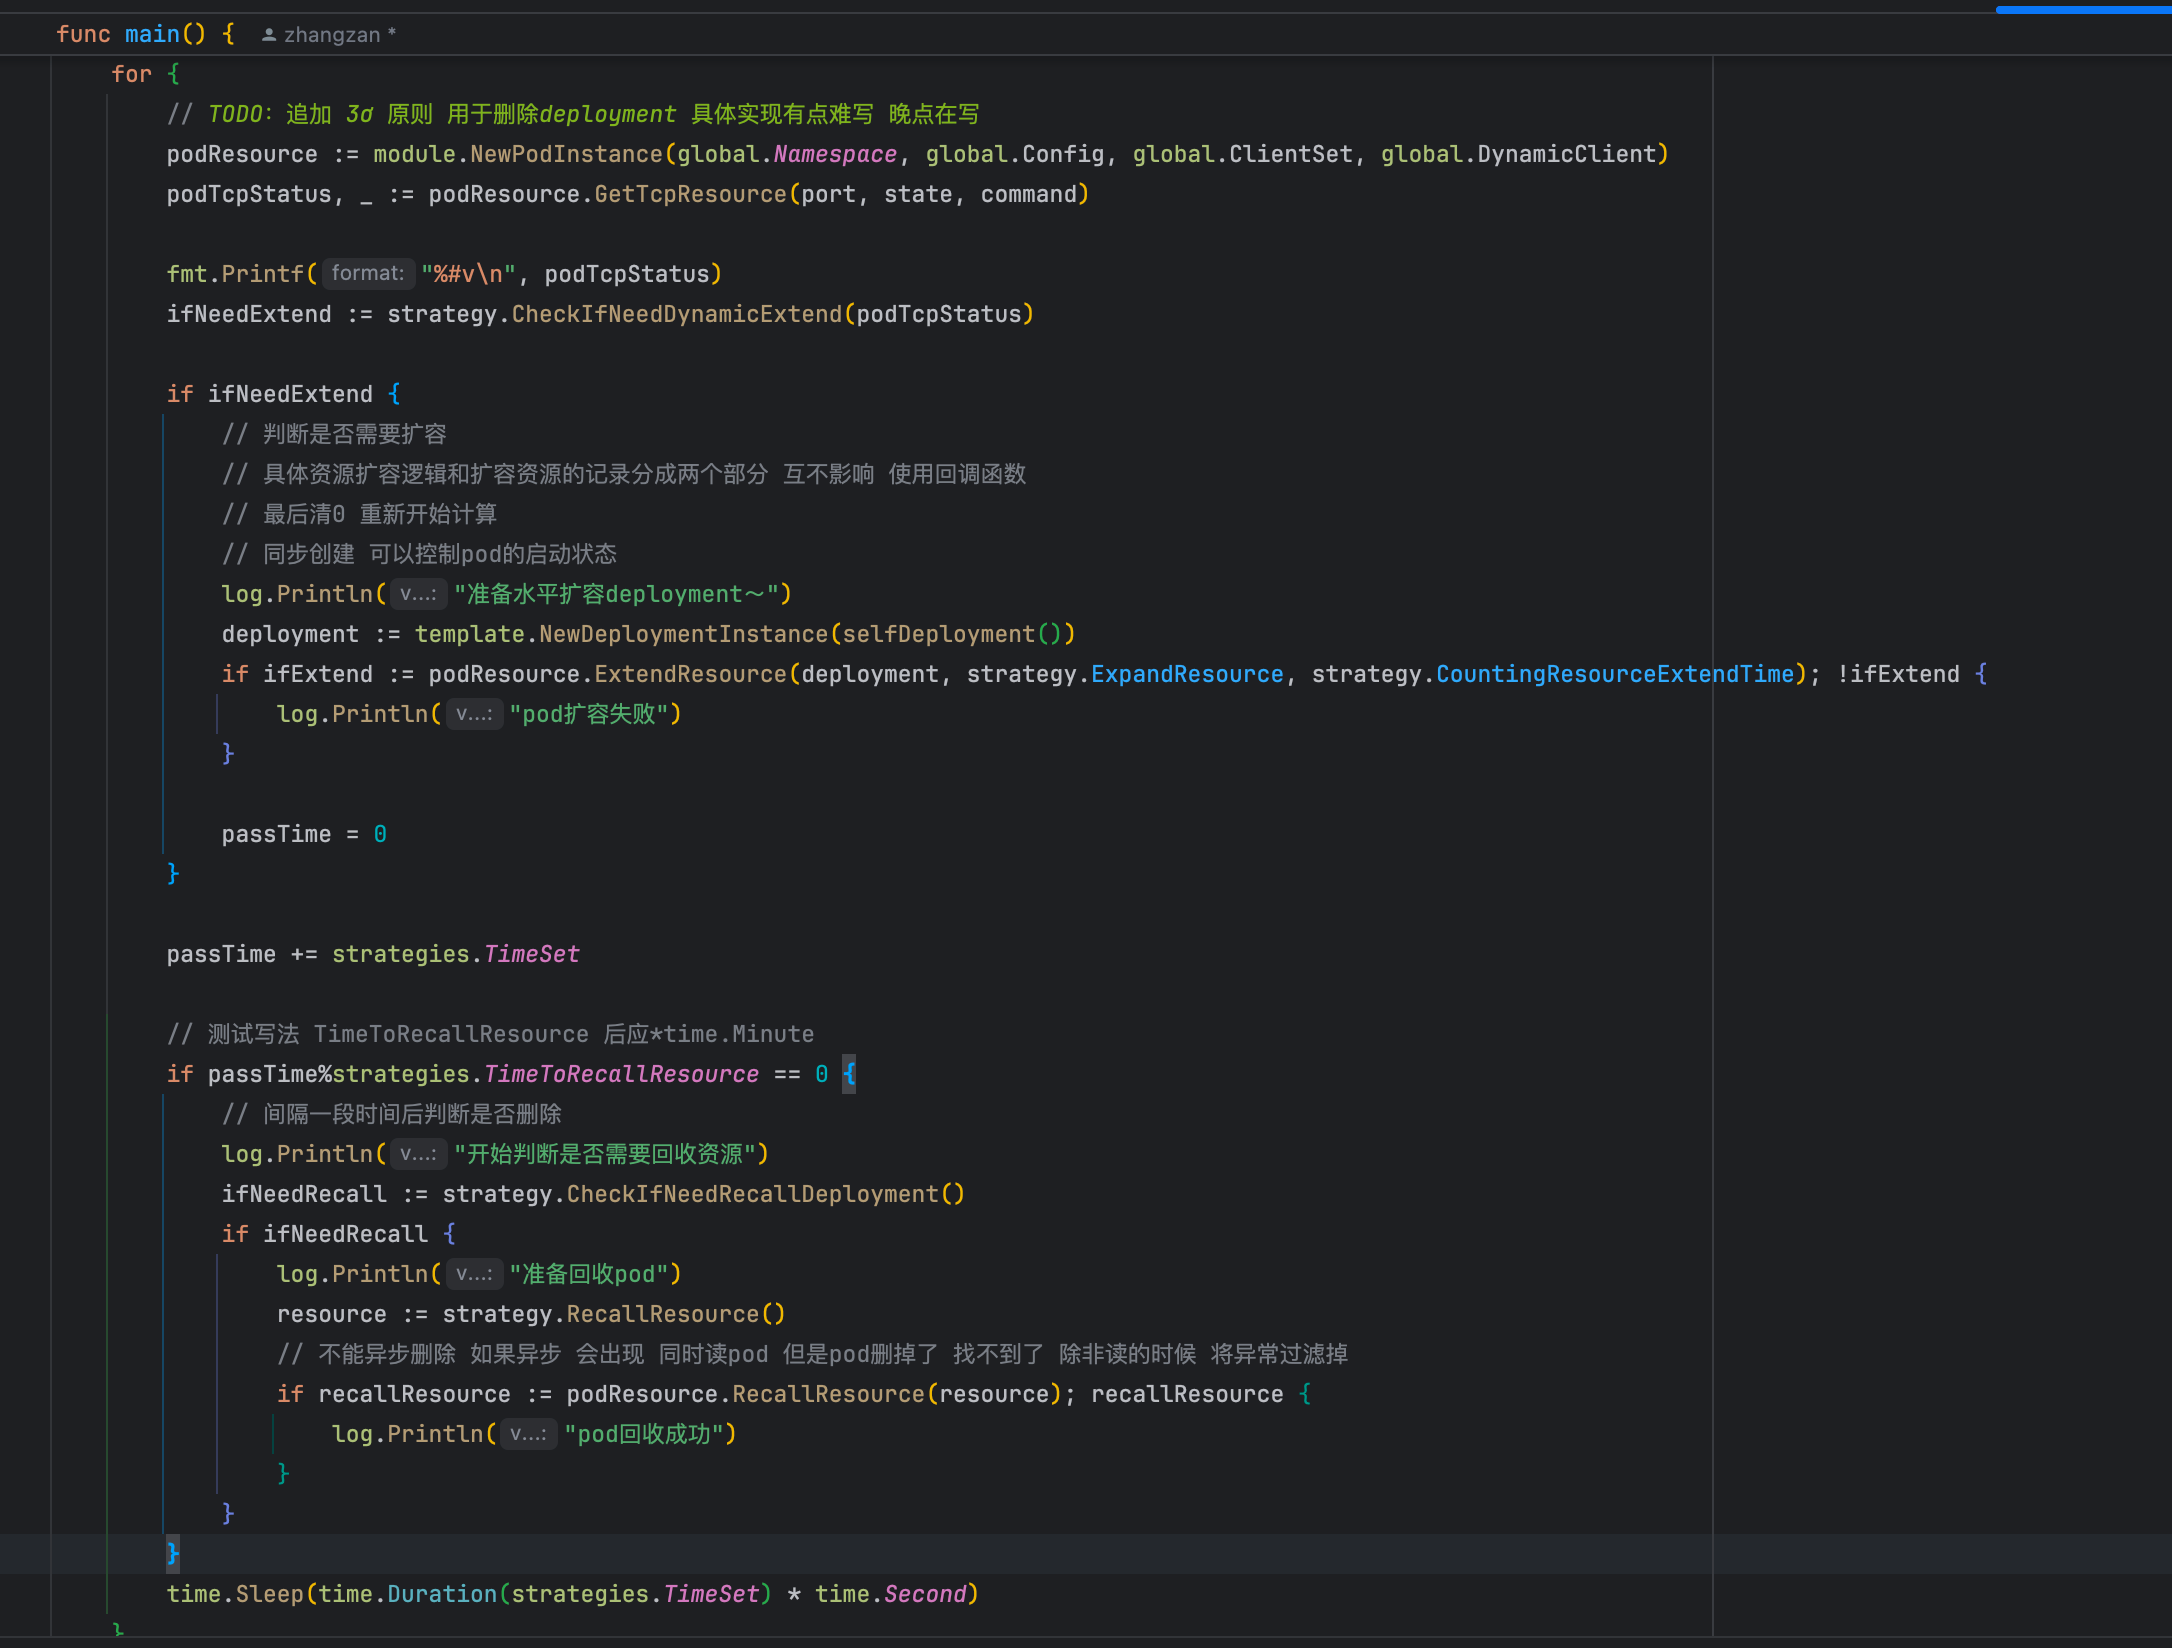 func main() { zhangzan *
for {
// TODO: 追加 3σ 原则 用于删除deployment 具体实现有点难写 晚点在写
podResource := module.NewPodInstance(global.Namespace, global.Config, global.ClientSet, global.DynamicClient)
podTcpStatus, _ := podResource.GetTcpResource(port, state, command)
fmt.Printf( format: "%#v\n", podTcpStatus)
ifNeedExtend := strategy.CheckIfNeedDynamicExtend(podTcpStatus)
if ifNeedExtend {
// 判断是否需要扩容
// 具体资源扩容逻辑和扩容资源的记录分成两个部分 互不影响 使用回调函数
// 最后清0 重新开始计算
// 同步创建 可以控制pod的启动状态
log.Println( v...: "准备水平扩容deployment～")
deployment := template.NewDeploymentInstance(selfDeployment())
if ifExtend := podResource.ExtendResource(deployment, strategy.ExpandResource, strategy.CountingResourceExtendTime); !ifExtend {
log.Println( v...: "pod扩容失败")
}
passTime = 0
}
passTime += strategies.TimeSet
// 测试写法 TimeToRecallResource 后应*time.Minute
if passTime%strategies.TimeToRecallResource == 0 {
// 间隔一段时间后判断是否删除
log.Println( v...: "开始判断是否需要回收资源")
ifNeedRecall := strategy.CheckIfNeedRecallDeployment()
if ifNeedRecall {
log.Println( v...: "准备回收pod")
resource := strategy.RecallResource()
// 不能异步删除 如果异步 会出现 同时读pod 但是pod删掉了 找不到了 除非读的时候 将异常过滤掉
if recallResource := podResource.RecallResource(resource); recallResource {
log.Println( v...: "pod回收成功")
}
}
}
time.Sleep(time.Duration(strategies.TimeSet) * time.Second)
}